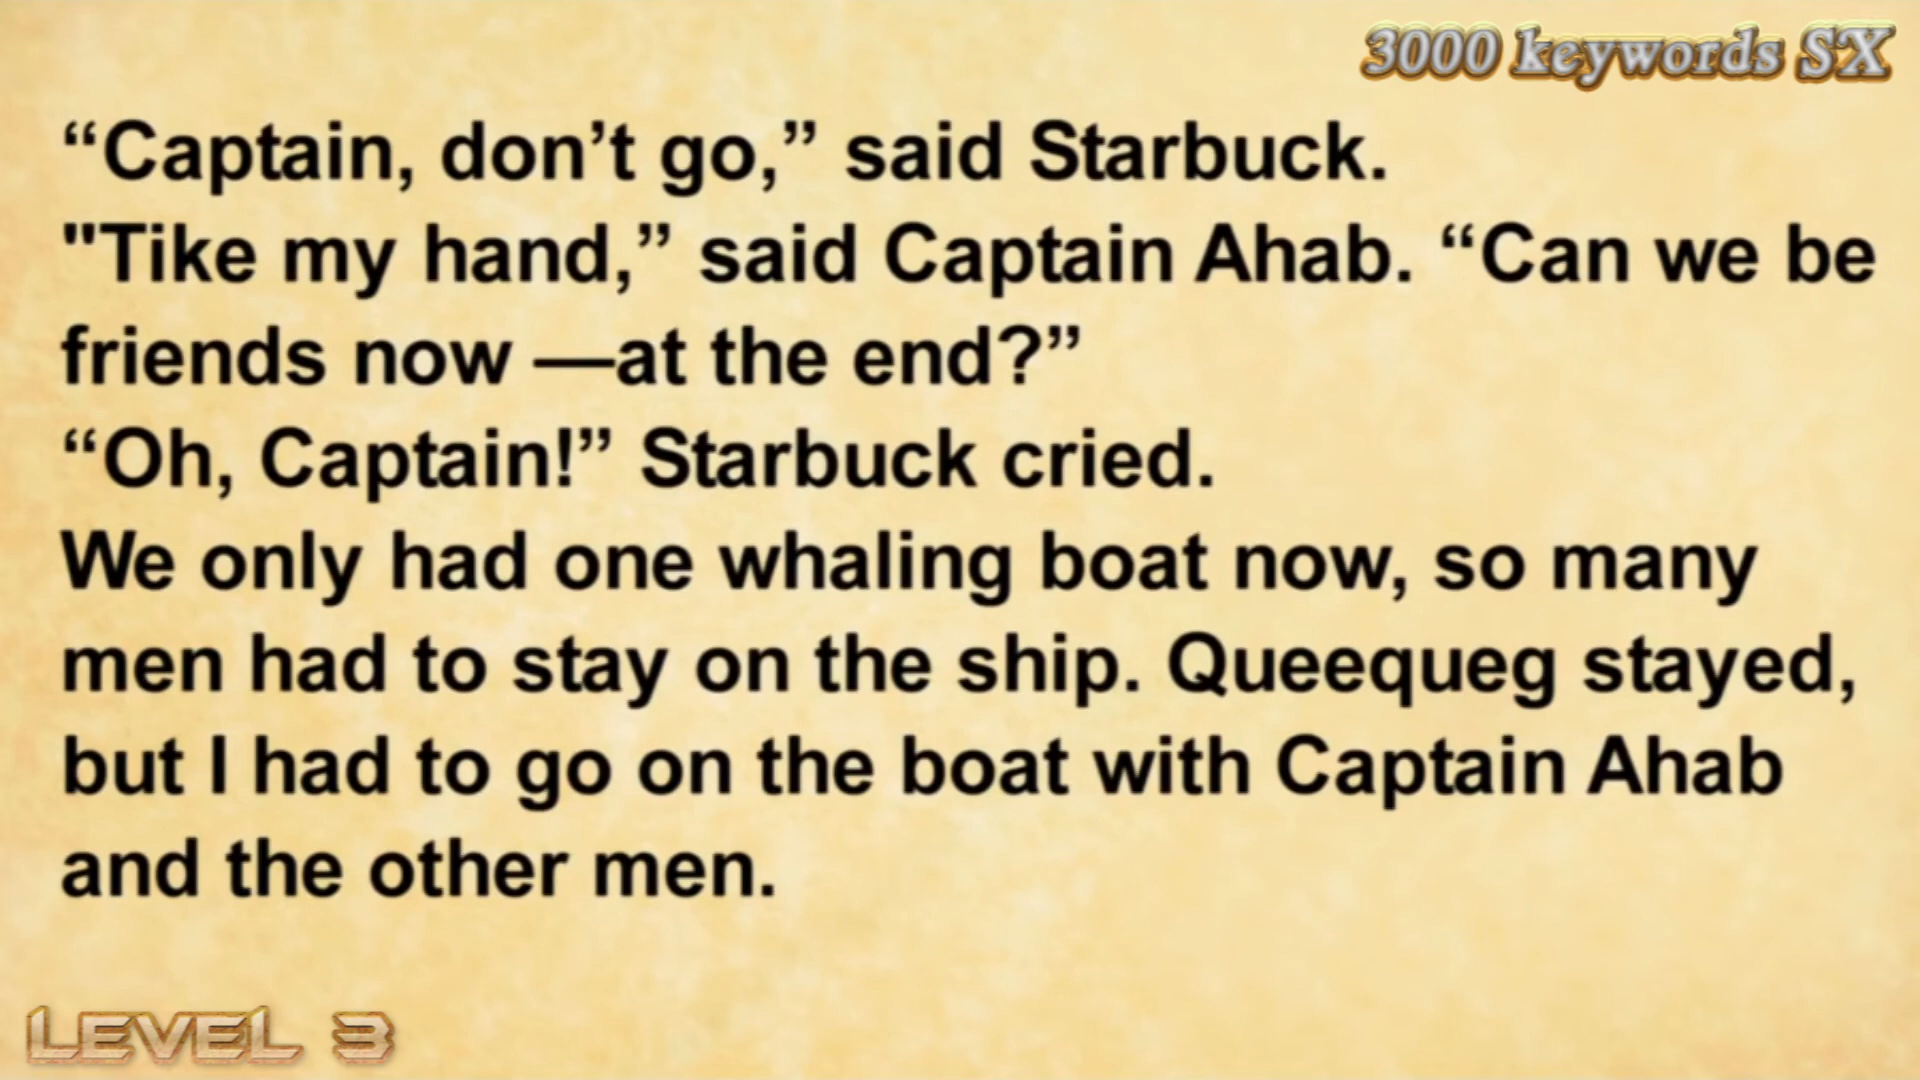 3000 keywords SX
“Captain, don’t go,” said Starbuck.
"Tike my hand,” said Captain Ahab. “Can we be
friends now —at the end?”
“Oh, Captain!” Starbuck cried.
We only had one whaling boat now, so many
men had to stay on the ship. Queequeg stayed,
but I had to go on the boat with Captain Ahab
and the other men.
LEVEL 3